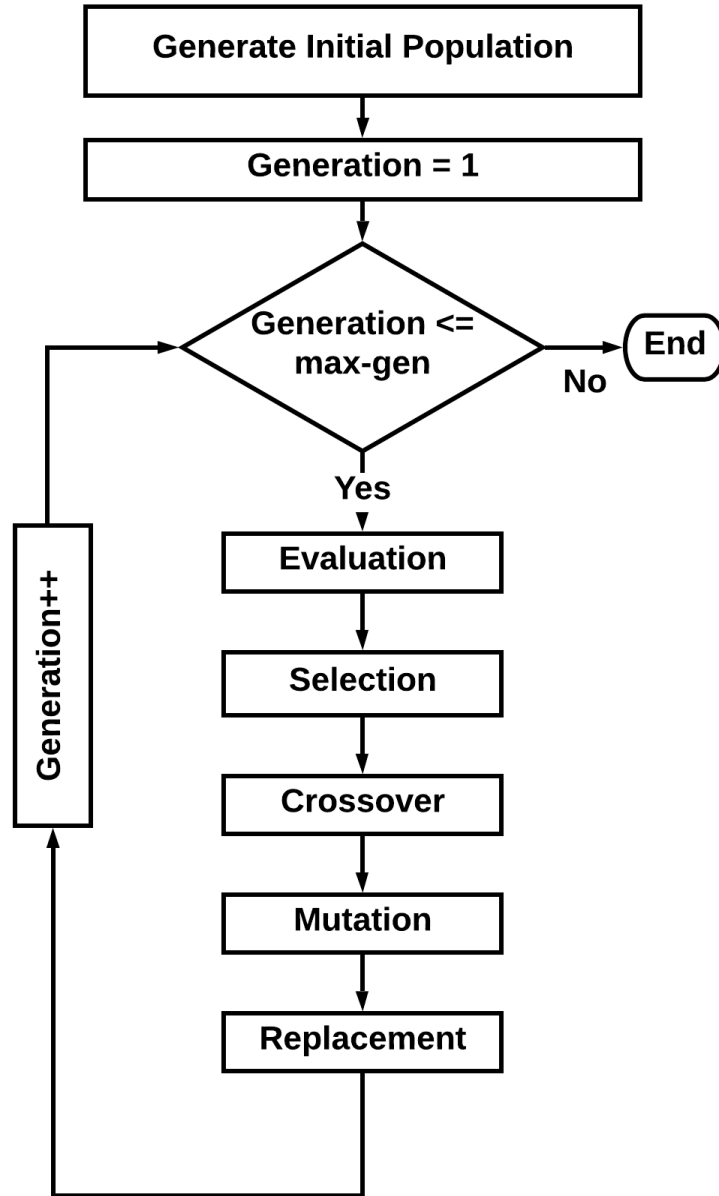 Generate Initial Population
Generation = 1
Generation <=
max-gen
No
End
Yes
Evaluation
Selection
Crossover
Mutation
Replacement
Generation++